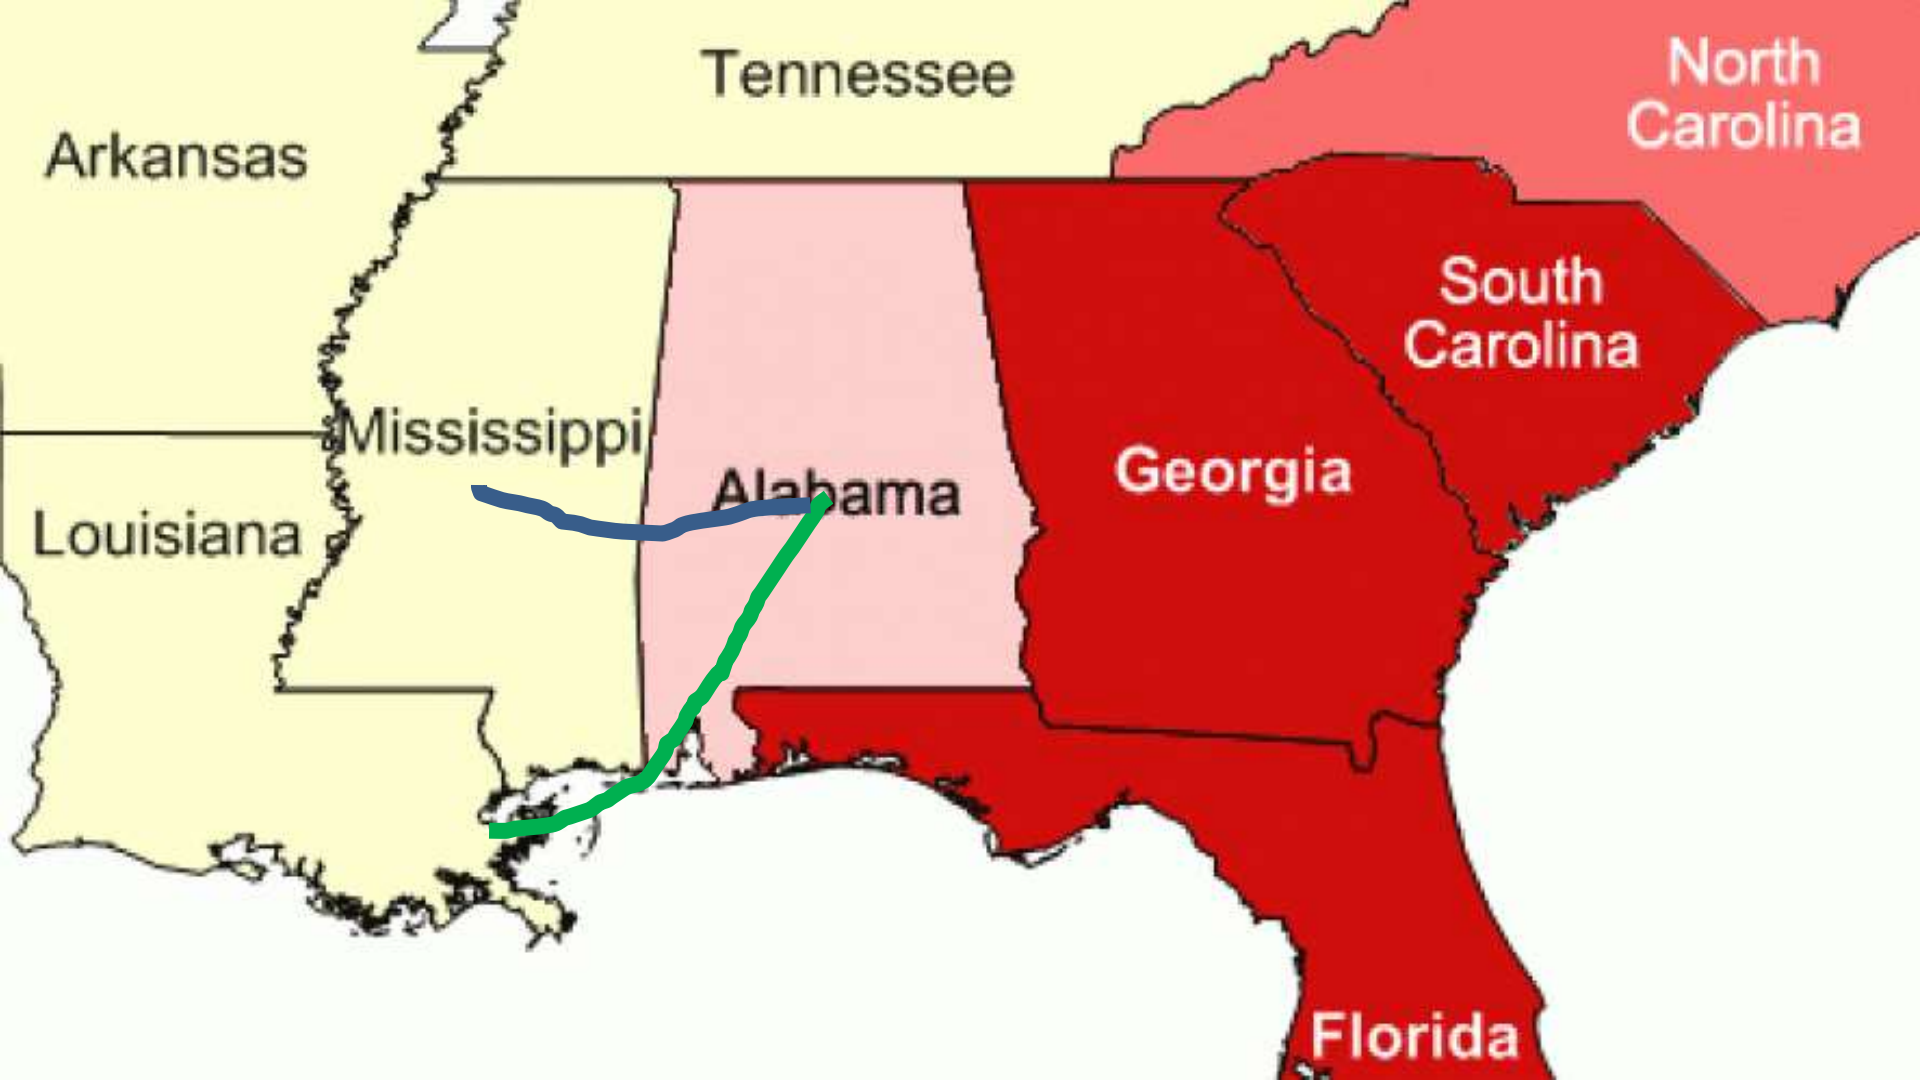 Tennessee
North
Carolina
Arkansas
South
Carolina
Mississippi
Alabama
Georgia
Louisiana
Florida